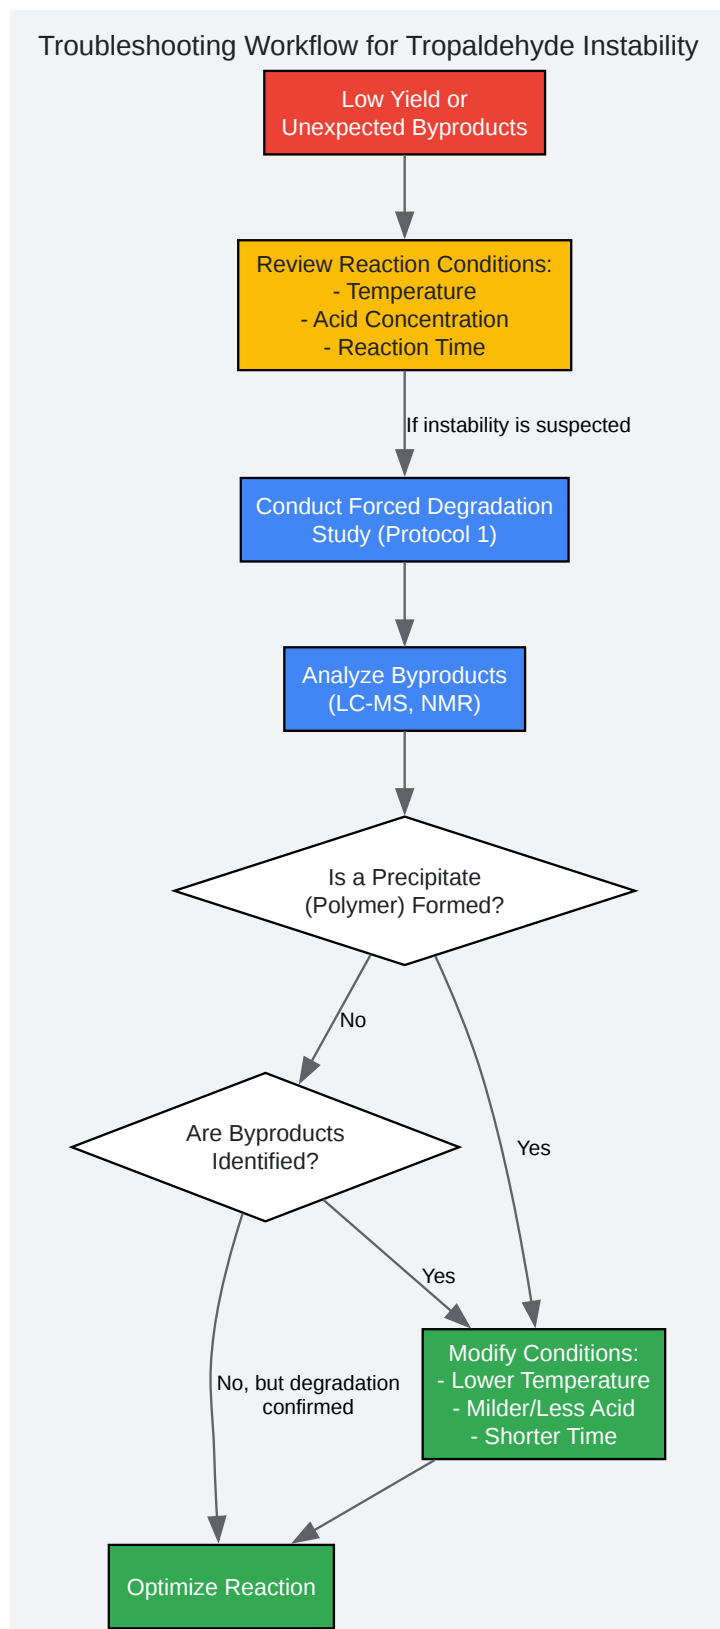 Troubleshooting Workflow for Tropaldehyde Instability
Low Yield or
Unexpected Byproducts
Review Reaction Conditions:
- Temperature
- Acid Concentration
- Reaction Time
If instability is suspected
Conduct Forced Degradation
Study (Protocol 1)
Analyze Byproducts
(LC-MS, NMR)
Is a Precipitate
(Polymer) Formed?
No
Yes
Are Byproducts
Identified?
Yes
No, but degradation
confirmed
Modify Conditions:
- Lower Temperature
- Milder/Less Acid
- Shorter Time
Optimize Reaction